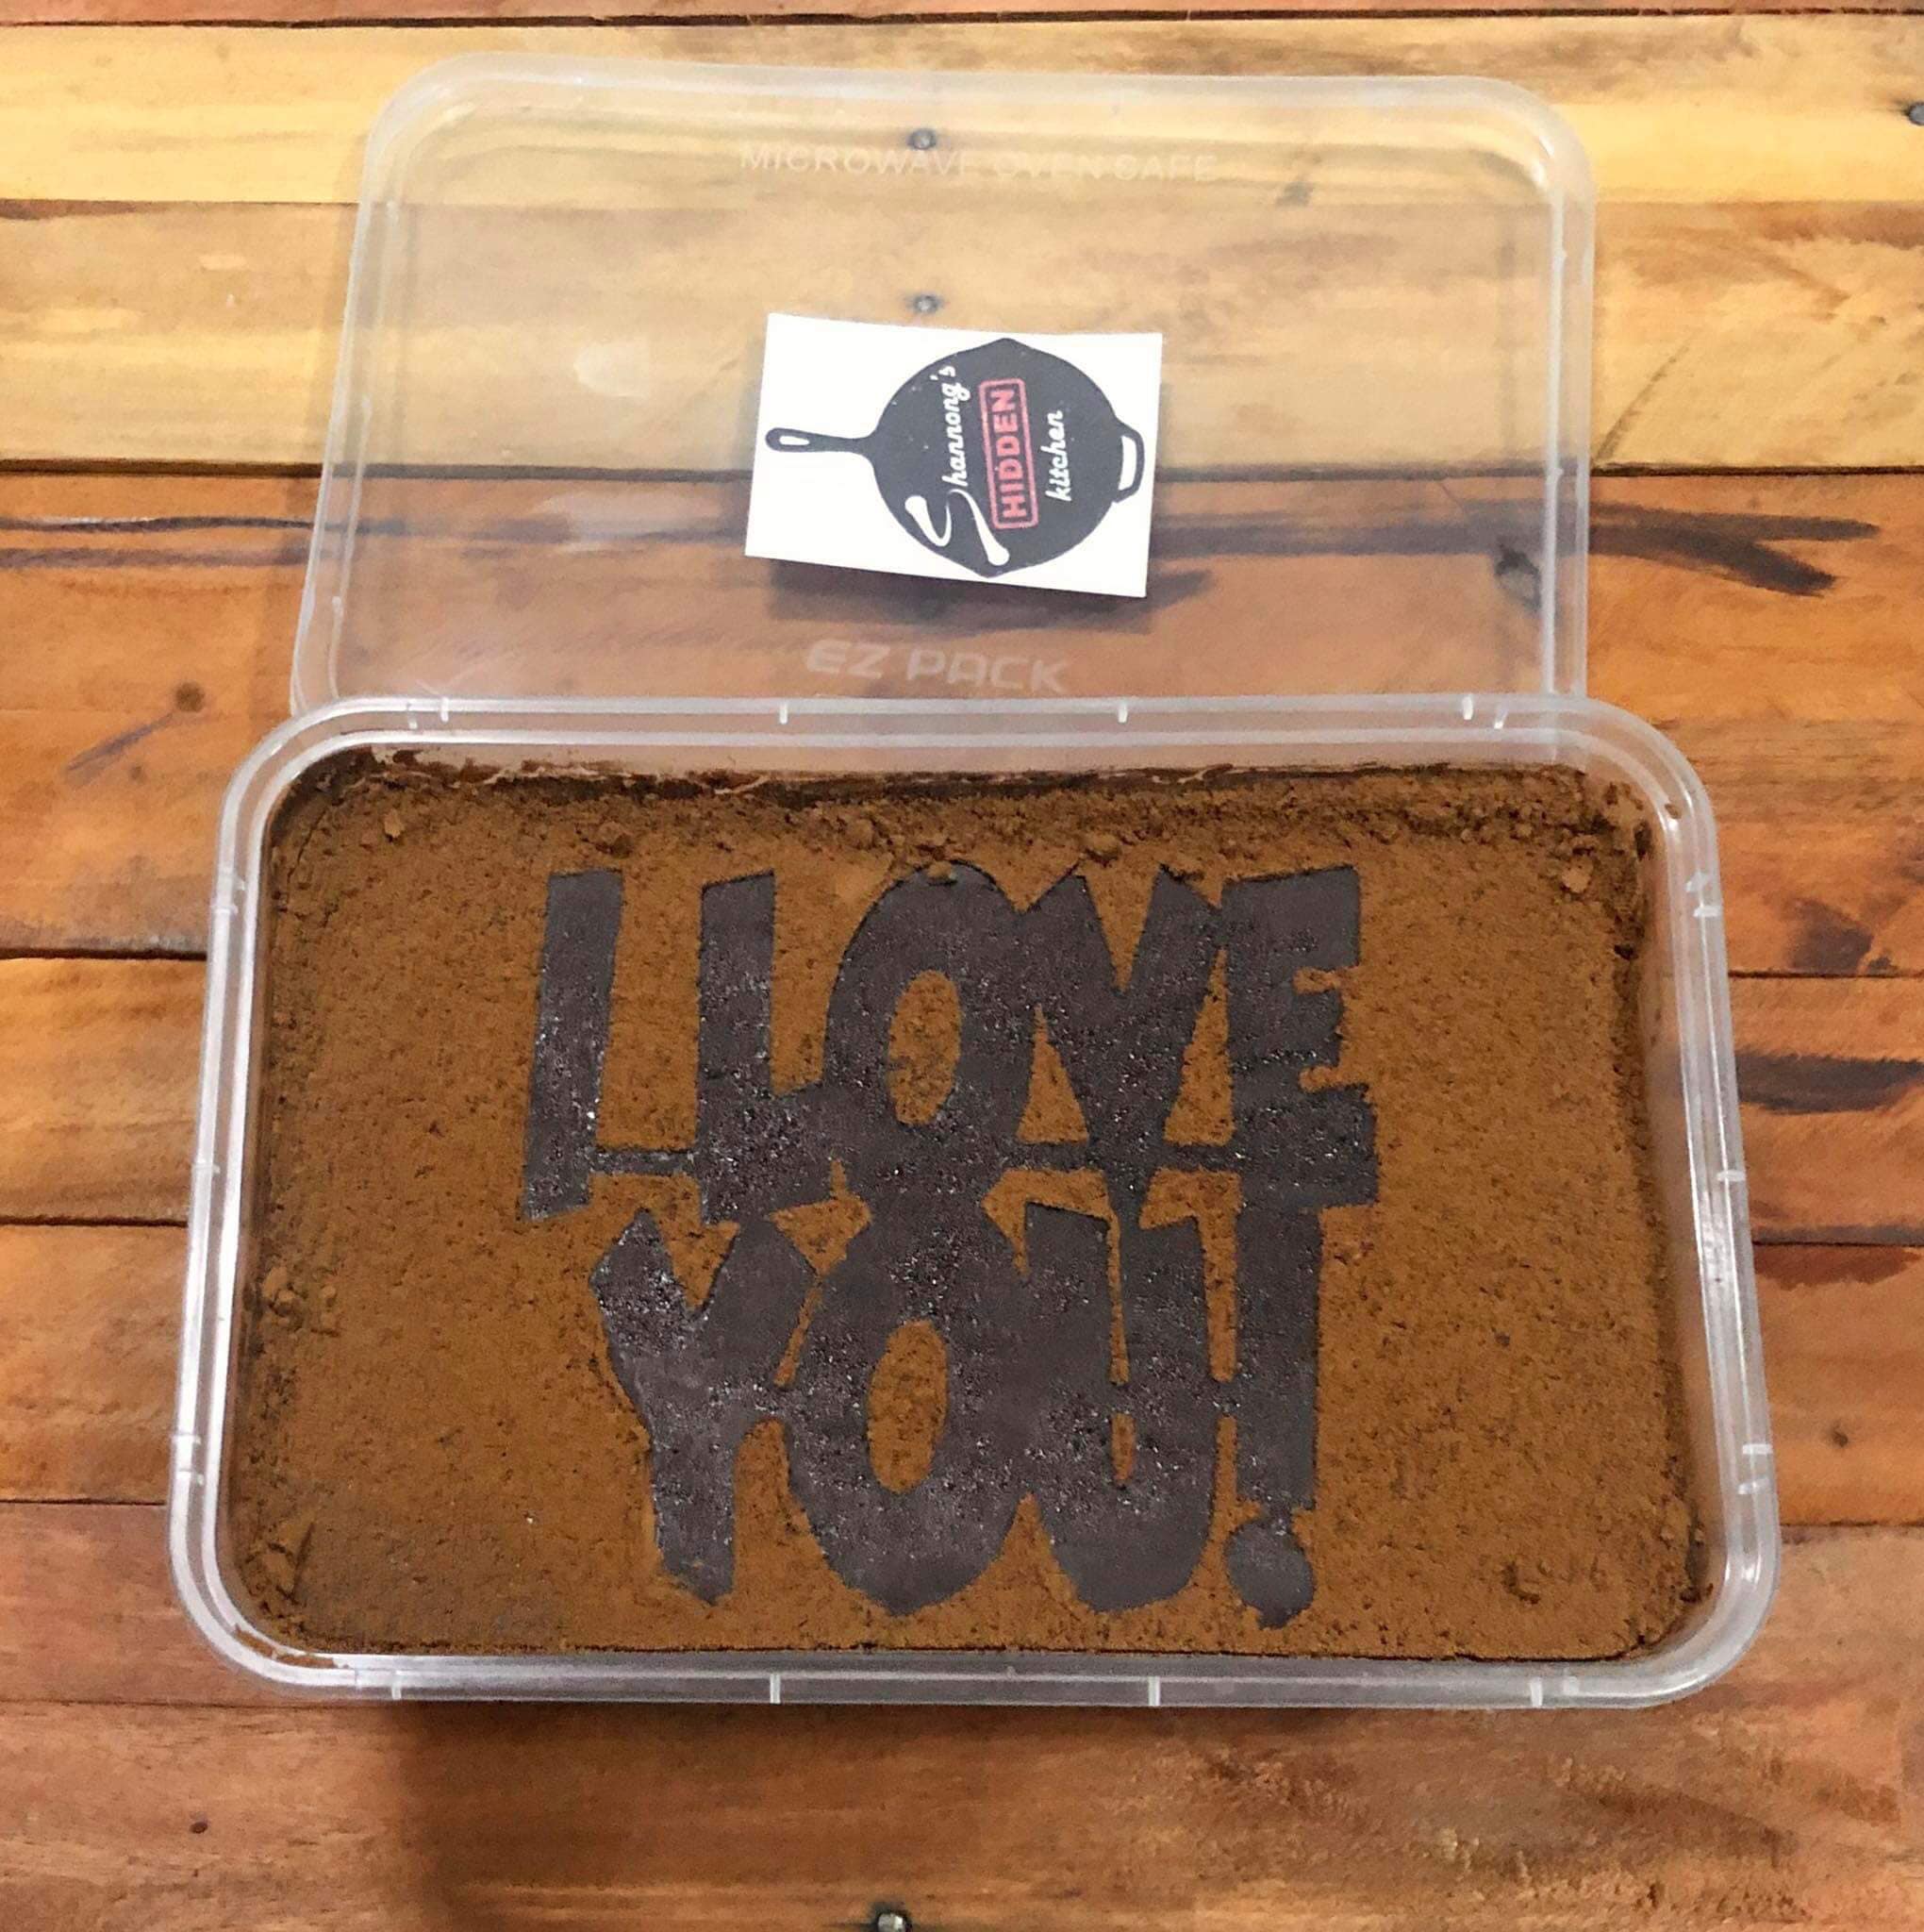 MICROWAVE OVEN SAFE
Shannong's
HIDDEN
kitchen
EZ PACK
I LOVE
YOU!